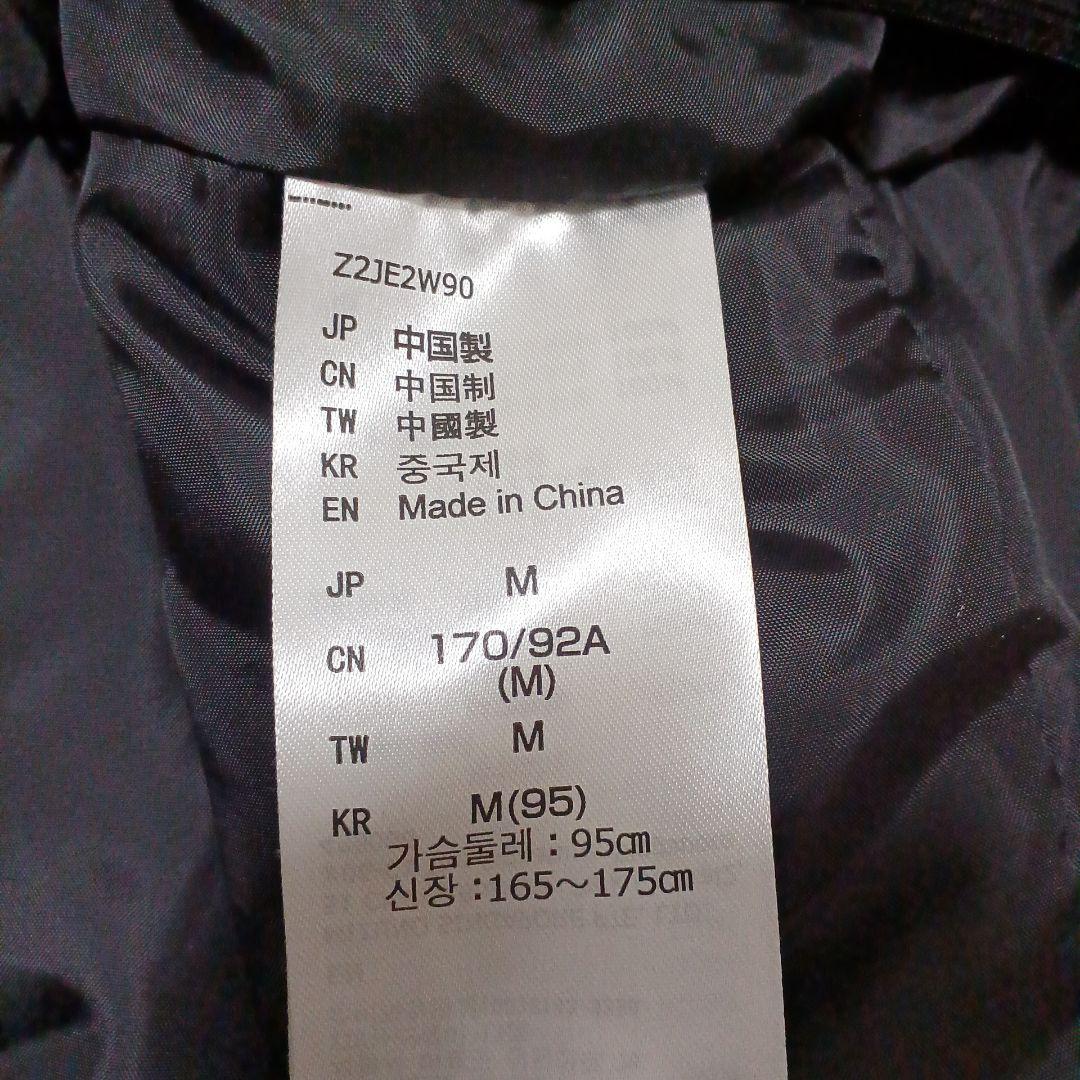 Z2JE2W90
JP 中国製
CN 中国制
TW 中國製
KR 중국제
EN Made in China
JP M
CN 170/92A
(M)
TW M
KR M(95)
가슴둘레 : 95㎝
신장 :165～175㎝